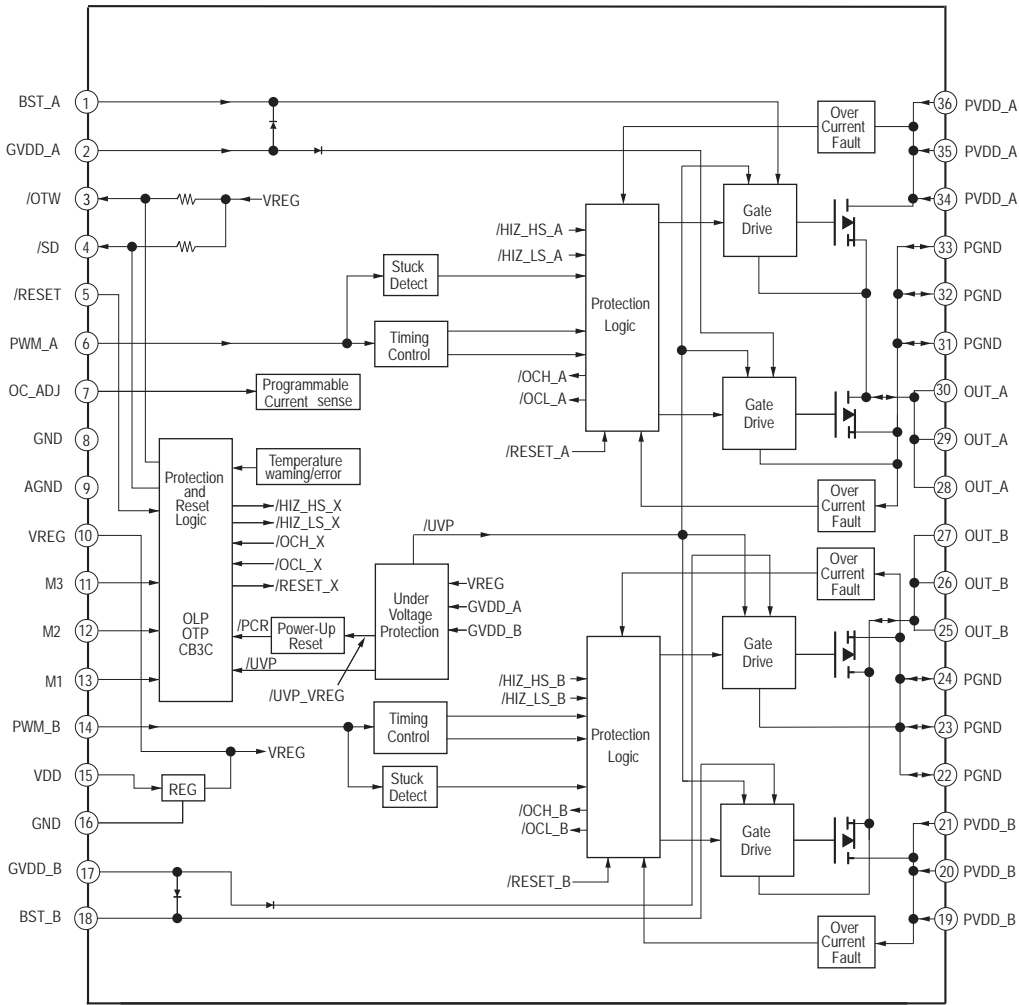 BST_A 1
GVDD_A 2
/OTW 3
VREG
/SD 4
/RESET 5
PWM_A 6
OC_ADJ 7
GND 8
AGND 9
VREG 10
M3 11
M2 12
M1 13
PWM_B 14
VDD 15
GND 16
GVDD_B 17
BST_B 18
36 PVDD_A
35 PVDD_A
34 PVDD_A
33 PGND
32 PGND
31 PGND
30 OUT_A
29 OUT_A
28 OUT_A
27 OUT_B
26 OUT_B
25 OUT_B
24 PGND
23 PGND
22 PGND
21 PVDD_B
20 PVDD_B
19 PVDD_B
Over
Current
Fault
Gate
Drive
/HIZ_HS_A
/HIZ_LS_A
Stuck
Detect
Protection
Logic
Timing
Control
/OCH_A
/OCL_A
Gate
Drive
/RESET_A
Over
Current
Fault
Programmable
Current sense
Temperature
waming/error
Protection
and
Reset
Logic
/HIZ_HS_X
/HIZ_LS_X
/OCH_X
/OCL_X
/RESET_X
OLP
OTP
CB3C
/UVP
Under
Voltage
Protection
VREG
GVDD_A
GVDD_B
/PCR
Power-Up
Reset
/UVP
/UVP_VREG
Over
Current
Fault
Gate
Drive
/HIZ_HS_B
/HIZ_LS_B
Timing
Control
Protection
Logic
VREG
REG
Stuck
Detect
/OCH_B
/OCL_B
Gate
Drive
/RESET_B
Over
Current
Fault